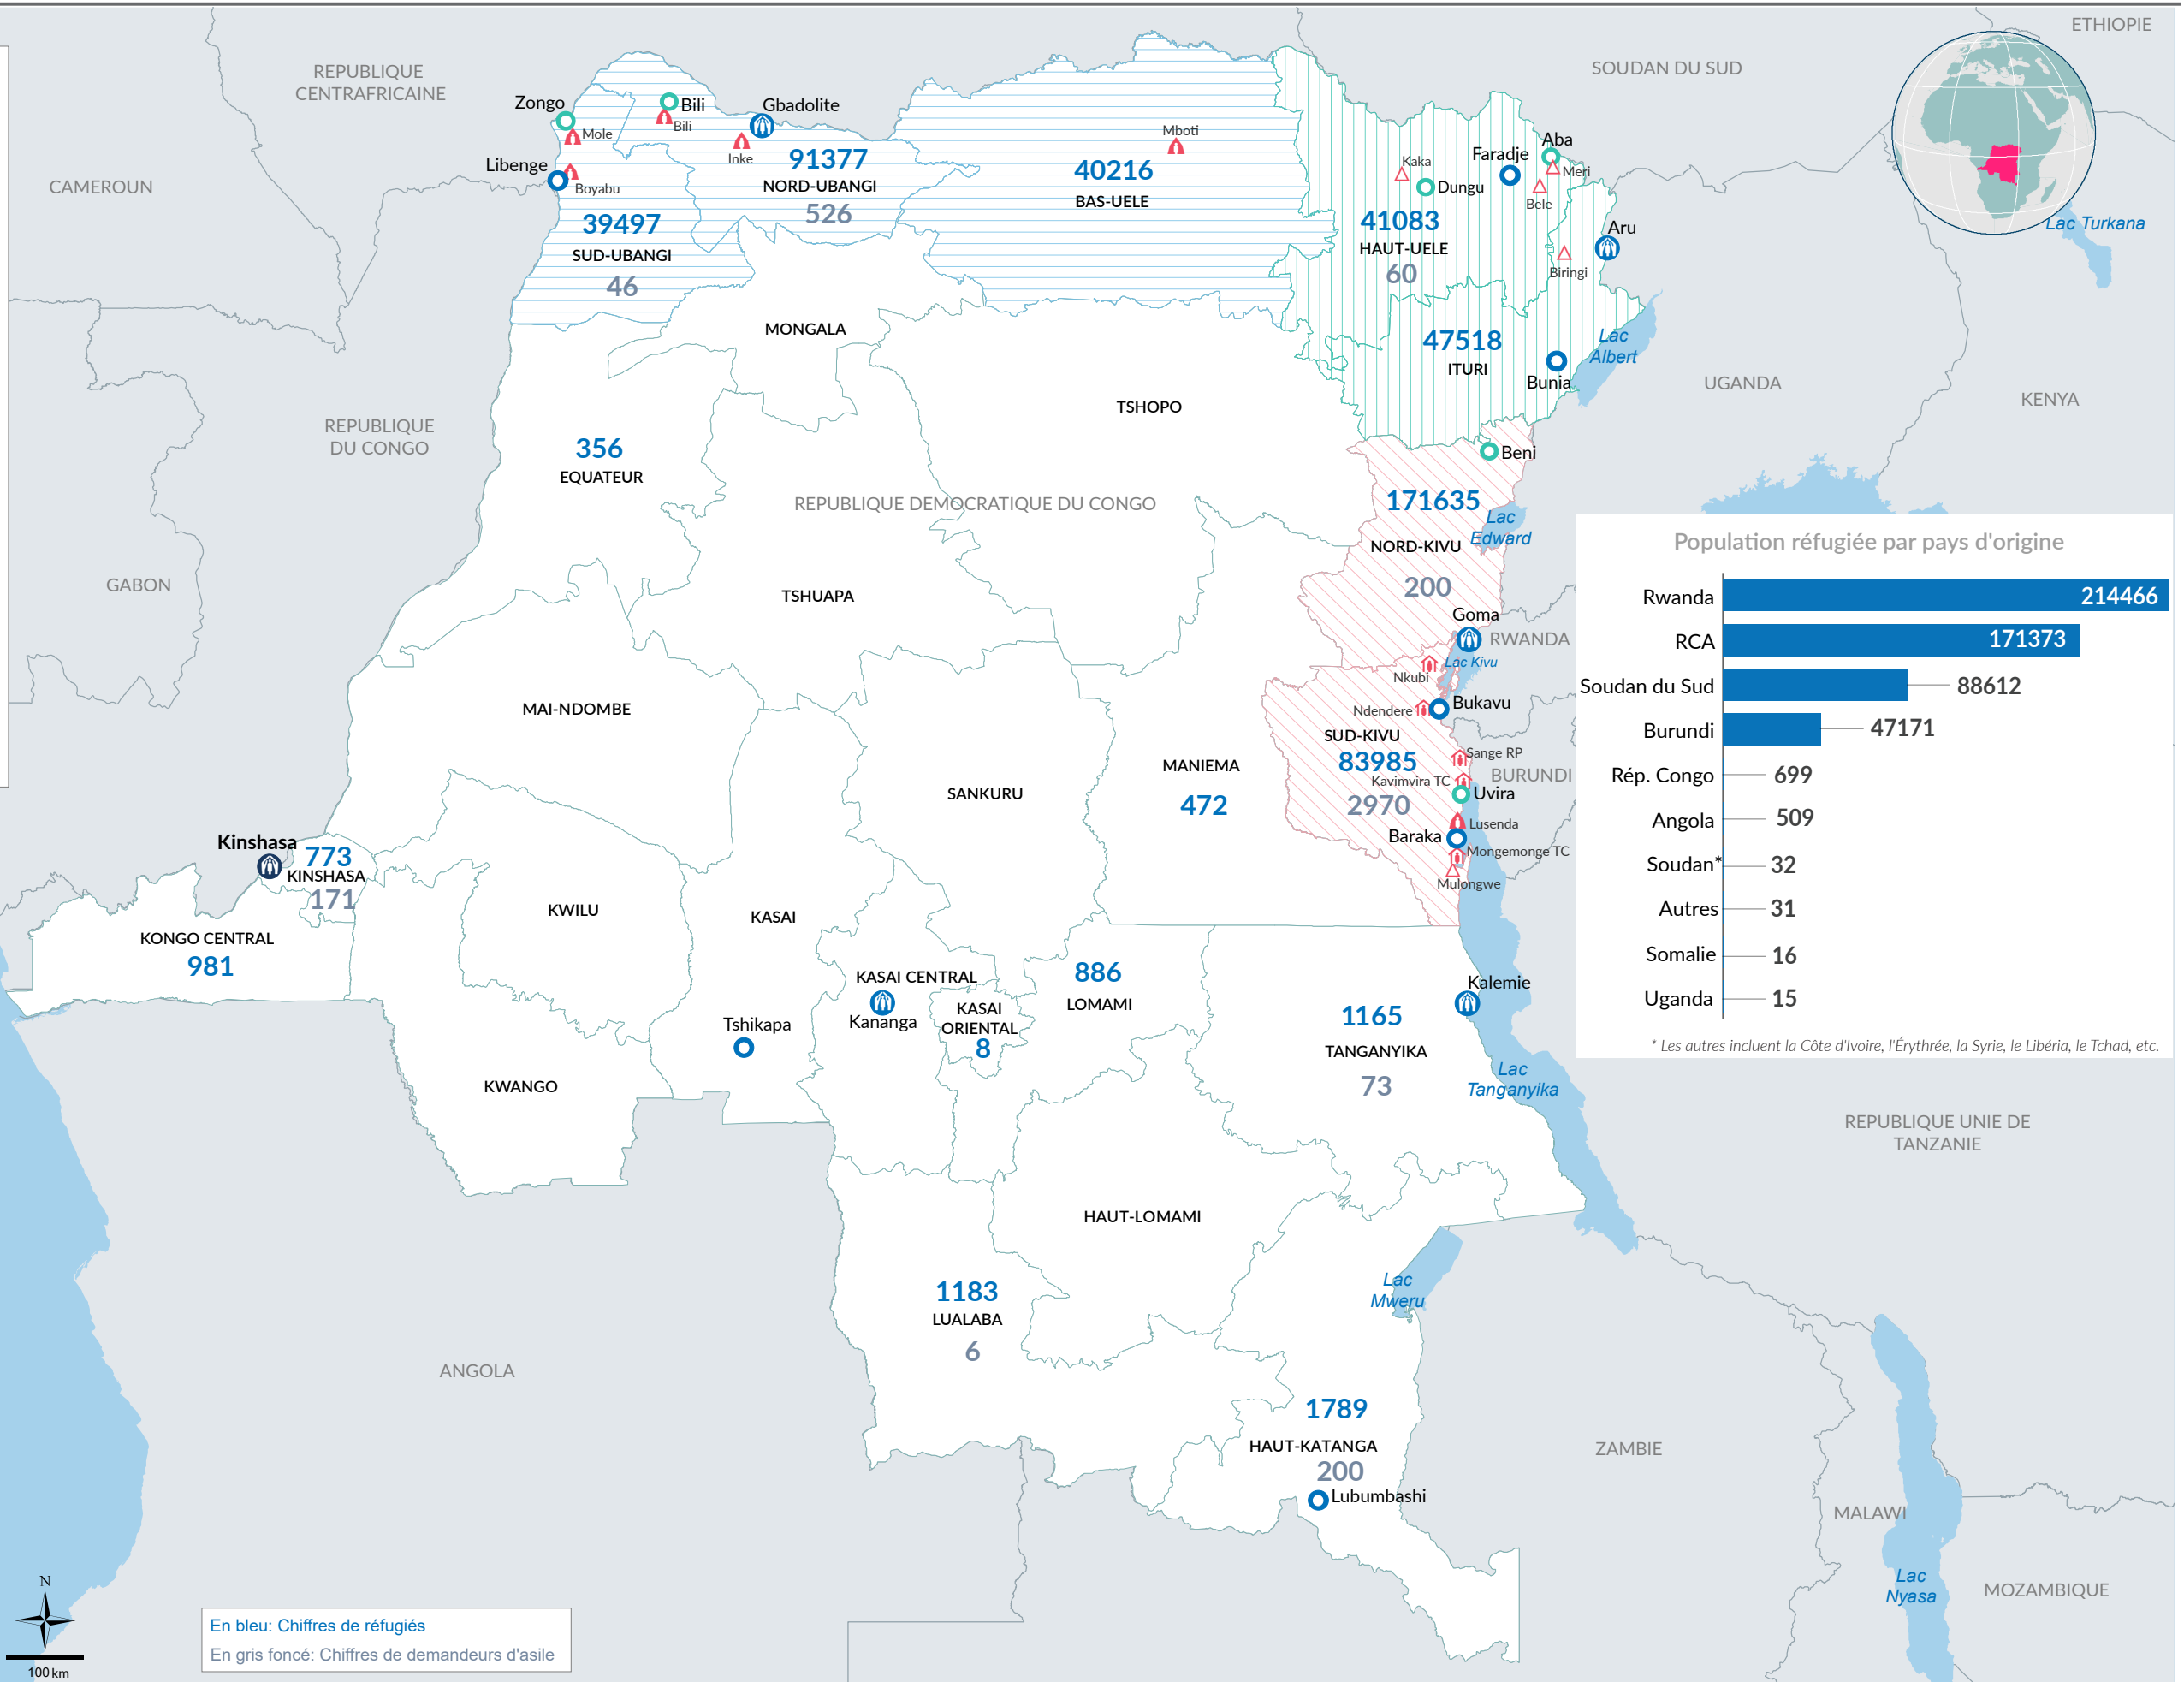 ETHIOPIE
REPUBLIQUE
CENTRAFRICAINE
SOUDAN DU SUD
Zongo
Bili
Gbadolite
Mole
Bili
Inke
Mboti
Aba
Faradje
Kaka
Meri
Dungu
Bele
Libenge
Boyabu
CAMEROUN
91377
NORD-UBANGI
526
40216
BAS-UELE
39497
SUD-UBANGI
46
41083
HAUT-UELE
60
Aru
Biringi
Lac Turkana
MONGALA
47518
ITURI
Lac
Albert
Bunia
UGANDA
KENYA
TSHOPO
REPUBLIQUE
DU CONGO
356
EQUATEUR
Beni
REPUBLIQUE DEMOCRATIQUE DU CONGO
171635
NORD-KIVU
200
Lac
Edward
GABON
TSHUAPA
Goma
RWANDA
Lac Kivu
Nkubi
Ndendere
Bukavu
MAI-NDOMBE
SUD-KIVU
83985
2970
Sange RP
Kavimvira TC
BURUNDI
Uvira
Lusenda
Baraka
Mongemonge TC
Mulongwe
MANIEMA
472
SANKURU
Population réfugiée par pays d'origine
Rwanda 214466
RCA 171373
Soudan du Sud 88612
Burundi 47171
Rép. Congo 699
Angola 509
Soudan* 32
Autres 31
Somalie 16
Uganda 15
* Les autres incluent la Côte d'Ivoire, l'Érythrée, la Syrie, le Libéria, le Tchad, etc.
Kinshasa
773
KINSHASA
171
KONGO CENTRAL
981
KWILU
KASAI
KASAI CENTRAL
Kananga
KASAI
ORIENTAL
8
886
LOMAMI
Tshikapa
KWANGO
Kalemie
1165
TANGANYIKA
73
Lac
Tanganyika
REPUBLIQUE UNIE DE
TANZANIE
HAUT-LOMAMI
1183
LUALABA
6
Lac
Mweru
ANGOLA
1789
HAUT-KATANGA
200
Lubumbashi
ZAMBIE
MALAWI
Lac
Nyasa
MOZAMBIQUE
N
100 km
En bleu: Chiffres de réfugiés
En gris foncé: Chiffres de demandeurs d'asile